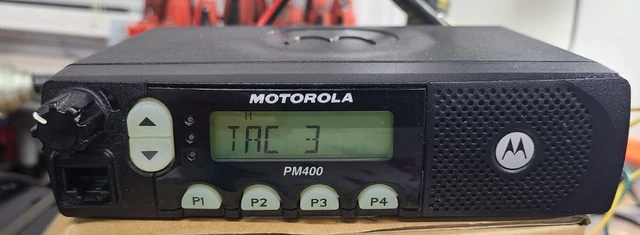 MOTOROLA
TAC 3
PM400
P1 P2 P3 P4